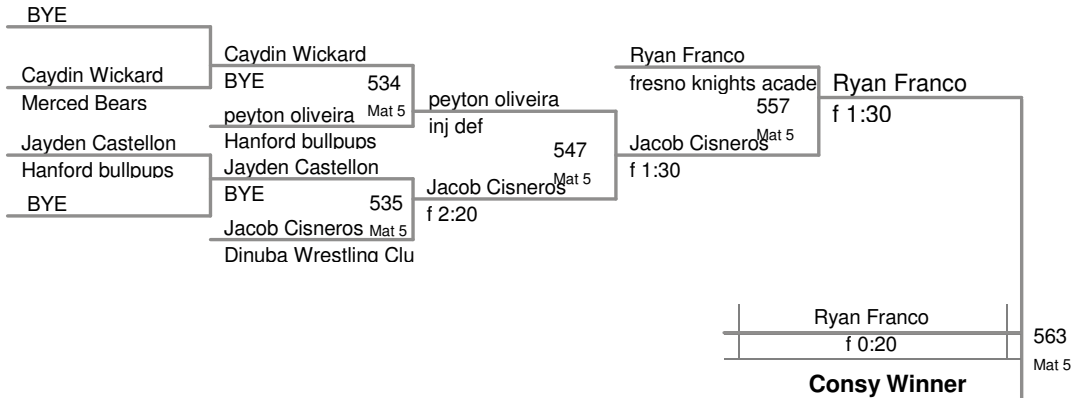 BYE
Caydin Wickard
Merced Bears
Jayden Castellon
Hanford bullpups
BYE
Caydin Wickard
BYE
534
Mat 5
peyton oliveira
Hanford bullpups
Jayden Castellon
BYE
535
Jacob Cisneros Mat 5
Dinuba Wrestling Clu
peyton oliveira
inj def
547
Mat 5
Jacob Cisneros
f 2:20
Ryan Franco
fresno knights acade
557
Mat 5
Jacob Cisneros
f 1:30
Ryan Franco
f 1:30
Ryan Franco
f 0:20
563
Mat 5
Consy Winner